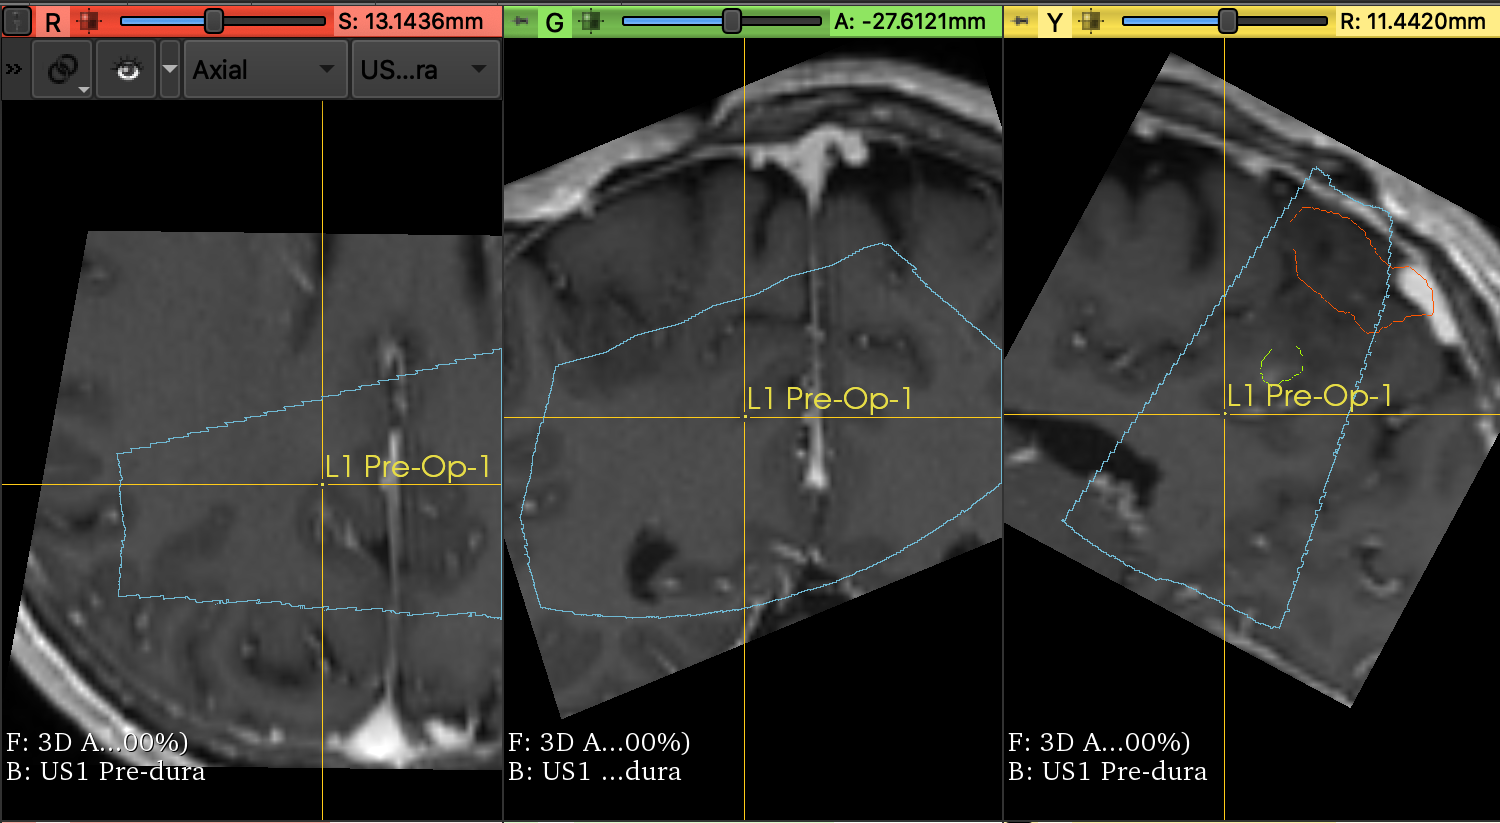 R S: 13.1436mm
G A: -27.6121mm
Y R: 11.4420mm
» Axial US...ra
L1 Pre-Op-1
L1 Pre-Op-1
L1 Pre-Op-1
F: 3D A...00%)
B: US1 Pre-dura
F: 3D A...00%)
B: US1 ...dura
F: 3D A...00%)
B: US1 Pre-dura